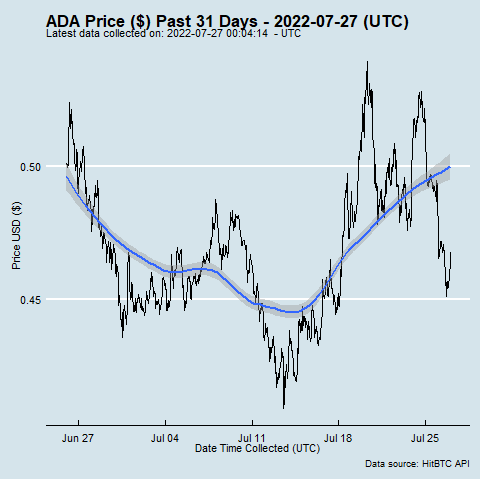 ADA Price ($) Past 31 Days - 2022-07-27 (UTC)
Latest data collected on: 2022-07-27 00:04:14  - UTC
Price USD ($)
0.50
0.45
Jun 27
Jul 04
Jul 11
Jul 18
Jul 25
Date Time Collected (UTC)
Data source: HitBTC API